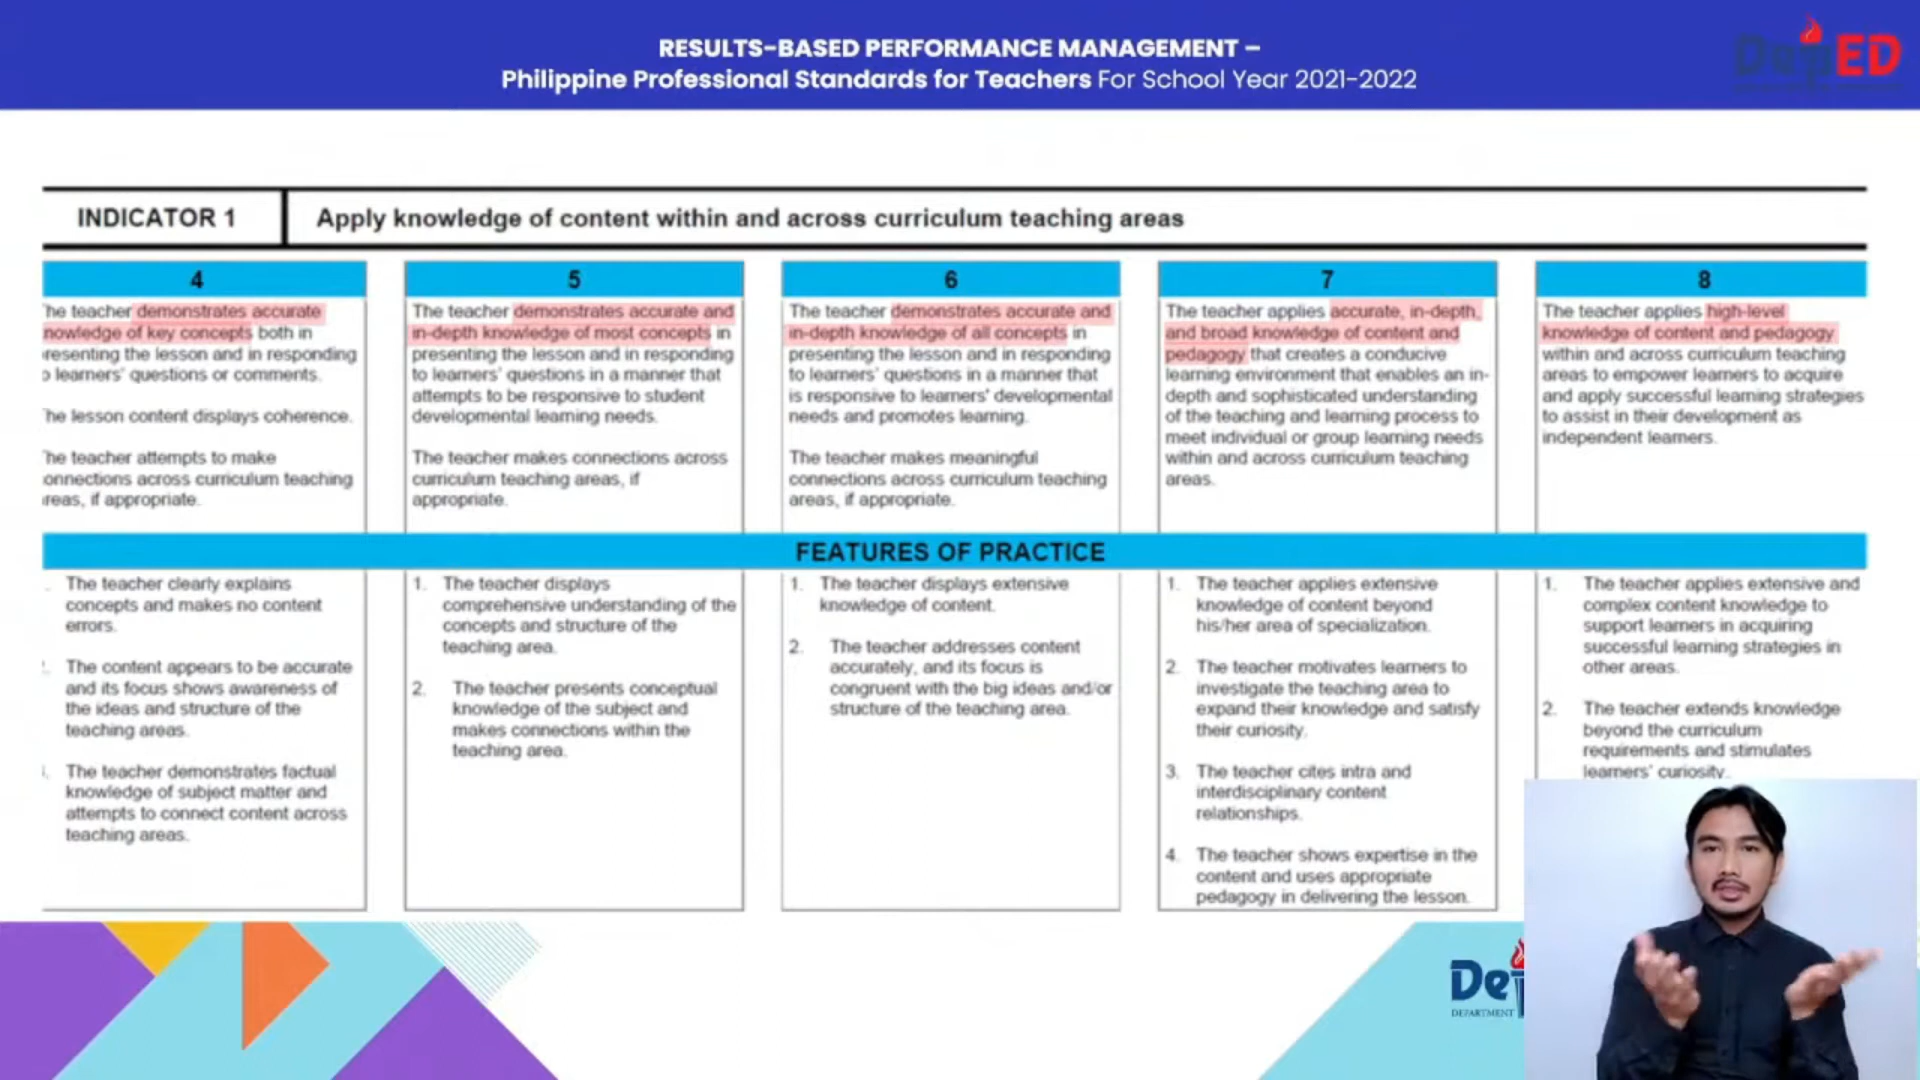 RESULTS-BASED PERFORMANCE MANAGEMENT –
Philippine Professional Standards for Teachers For School Year 2021-2022
DepED
INDICATOR 1
Apply knowledge of content within and across curriculum teaching areas
4
he teacher demonstrates accurate
nowledge of key concepts both in
resenting the lesson and in responding
o learners' questions or comments.
he lesson content displays coherence.
he teacher attempts to make
onnections across curriculum teaching
reas, if appropriate.
5
The teacher demonstrates accurate and
in-depth knowledge of most concepts in
presenting the lesson and in responding
to learners' questions in a manner that
attempts to be responsive to student
developmental learning needs.
The teacher makes connections across
curriculum teaching areas, if
appropriate.
6
The teacher demonstrates accurate and
in-depth knowledge of all concepts in
presenting the lesson and in responding
to learners' questions in a manner that
is responsive to learners' developmental
needs and promotes learning.
The teacher makes meaningful
connections across curriculum teaching
areas, if appropriate.
7
The teacher applies accurate, in-depth,
and broad knowledge of content and
pedagogy that creates a conducive
learning environment that enables an in-
depth and sophisticated understanding
of the teaching and learning process to
meet individual or group learning needs
within and across curriculum teaching
areas.
8
The teacher applies high-level
knowledge of content and pedagogy
within and across curriculum teaching
areas to empower learners to acquire
and apply successful learning strategies
to assist in their development as
independent learners.
FEATURES OF PRACTICE
The teacher clearly explains
concepts and makes no content
errors.
The content appears to be accurate
and its focus shows awareness of
the ideas and structure of the
teaching areas.
The teacher demonstrates factual
knowledge of subject matter and
attempts to connect content across
teaching areas.
1. The teacher displays
comprehensive understanding of the
concepts and structure of the
teaching area.
2. The teacher presents conceptual
knowledge of the subject and
makes connections within the
teaching area.
1. The teacher displays extensive
knowledge of content.
2. The teacher addresses content
accurately, and its focus is
congruent with the big ideas and/or
structure of the teaching area.
1. The teacher applies extensive
knowledge of content beyond
his/her area of specialization.
2. The teacher motivates learners to
investigate the teaching area to
expand their knowledge and satisfy
their curiosity.
3. The teacher cites intra and
interdisciplinary content
relationships.
4. The teacher shows expertise in the
content and uses appropriate
pedagogy in delivering the lesson.
1. The teacher applies extensive and
complex content knowledge to
support learners in acquiring
successful learning strategies in
other areas.
2. The teacher extends knowledge
beyond the curriculum
requirements and stimulates
learners' curiosity.
De
DEPARTMENT